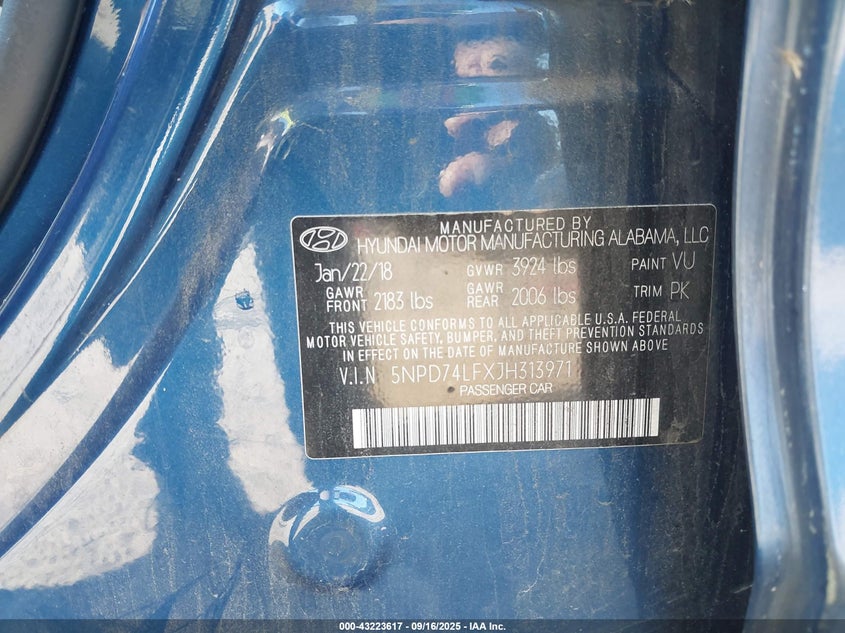 MANUFACTURED BY
HYUNDAI MOTOR MANUFACTURING ALABAMA, LLC
Jan/22/18 GVWR 3924 lbs PAINT VU
GAWR FRONT 2183 lbs GAWR REAR 2006 lbs TRIM PK
THIS VEHICLE CONFORMS TO ALL APPLICABLE U.S.A. FEDERAL
MOTOR VEHICLE SAFETY, BUMPER, AND THEFT PREVENTION STANDARDS
IN EFFECT ON THE DATE OF MANUFACTURE SHOWN ABOVE
V.I.N 5NPD74LFXJH313971
PASSENGER CAR
000-43223617 - 09/16/2025 - IAA Inc.